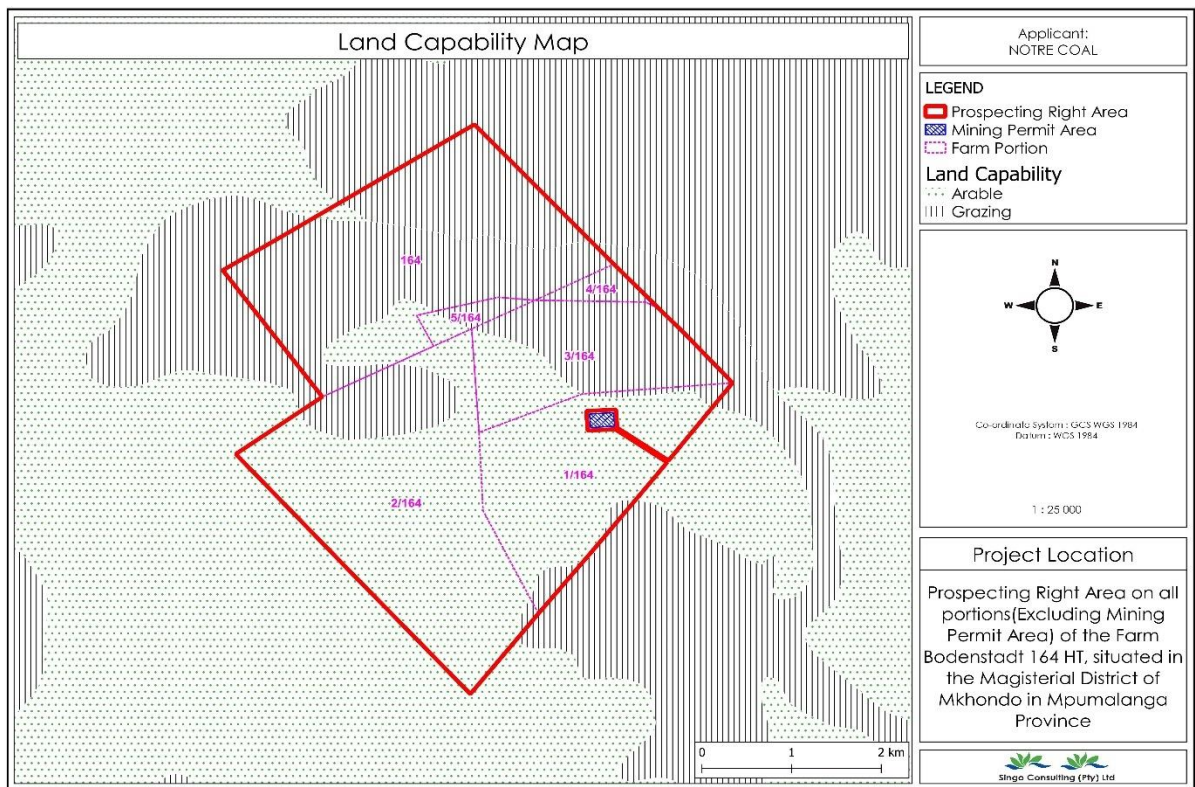 Land Capability Map
164
4/164
5/164
3/164
1/164
2/164
0 1 2 km
Applicant:
NOTRE COAL
LEGEND
Prospecting Right Area
Mining Permit Area
Farm Portion
Land Capability
Arable
Grazing
N
W E
S
Co-ordinate System : GCS WGS 1984
Datum : WGS 1984
1 : 25 000
Project Location
Prospecting Right Area on all
portions(Excluding Mining
Permit Area) of the Farm
Bodenstadt 164 HT, situated in
the Magisterial District of
Mkhondo in Mpumalanga
Province
Singo Consulting (Pty) Ltd